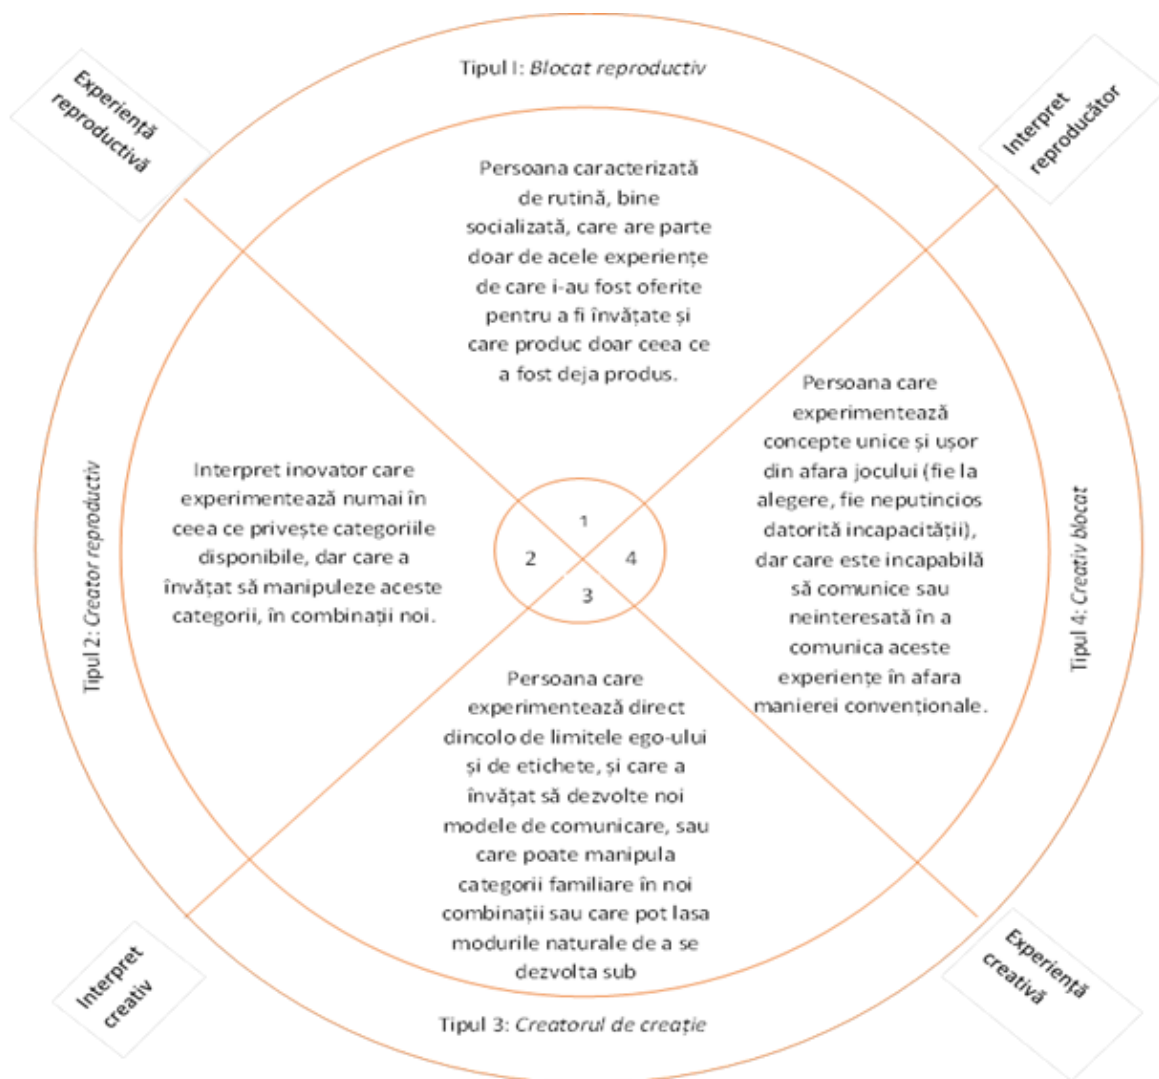 Tipul I: Blocat reproductiv
Experiență
reproductivă
Interpret
reproducător
Persoana caracterizată
de rutină, bine
socializată, care are parte
doar de acele experiențe
de care i-au fost oferite
pentru a fi învățate și
care produc doar ceea ce
a fost deja produs.
Tipul 2: Creator reproductiv
Interpret inovator care
experimentează numai în
ceea ce privește categoriile
disponibile, dar care a
învățat să manipuleze aceste
categorii, în combinații noi.
1
2
4
3
Persoana care
experimentează
concepte unice și ușor
din afara jocului (fie la
alegere, fie neputincios
datorită incapacității),
dar care este incapabilă
să comunice sau
neinteresată în a
comunica aceste
experiențe în afara
manierei convenționale.
Tipul 4: Creativ blocat
Persoana care
experimentează direct
dincolo de limitele ego-ului
și de etichete, și care a
învățat să dezvolte noi
modele de comunicare, sau
care poate manipula
categorii familiare în noi
combinații sau care pot lasa
modurile naturale de a se
dezvolta sub
Interpret
creativ
Experiență
creativă
Tipul 3: Creatorul de creație